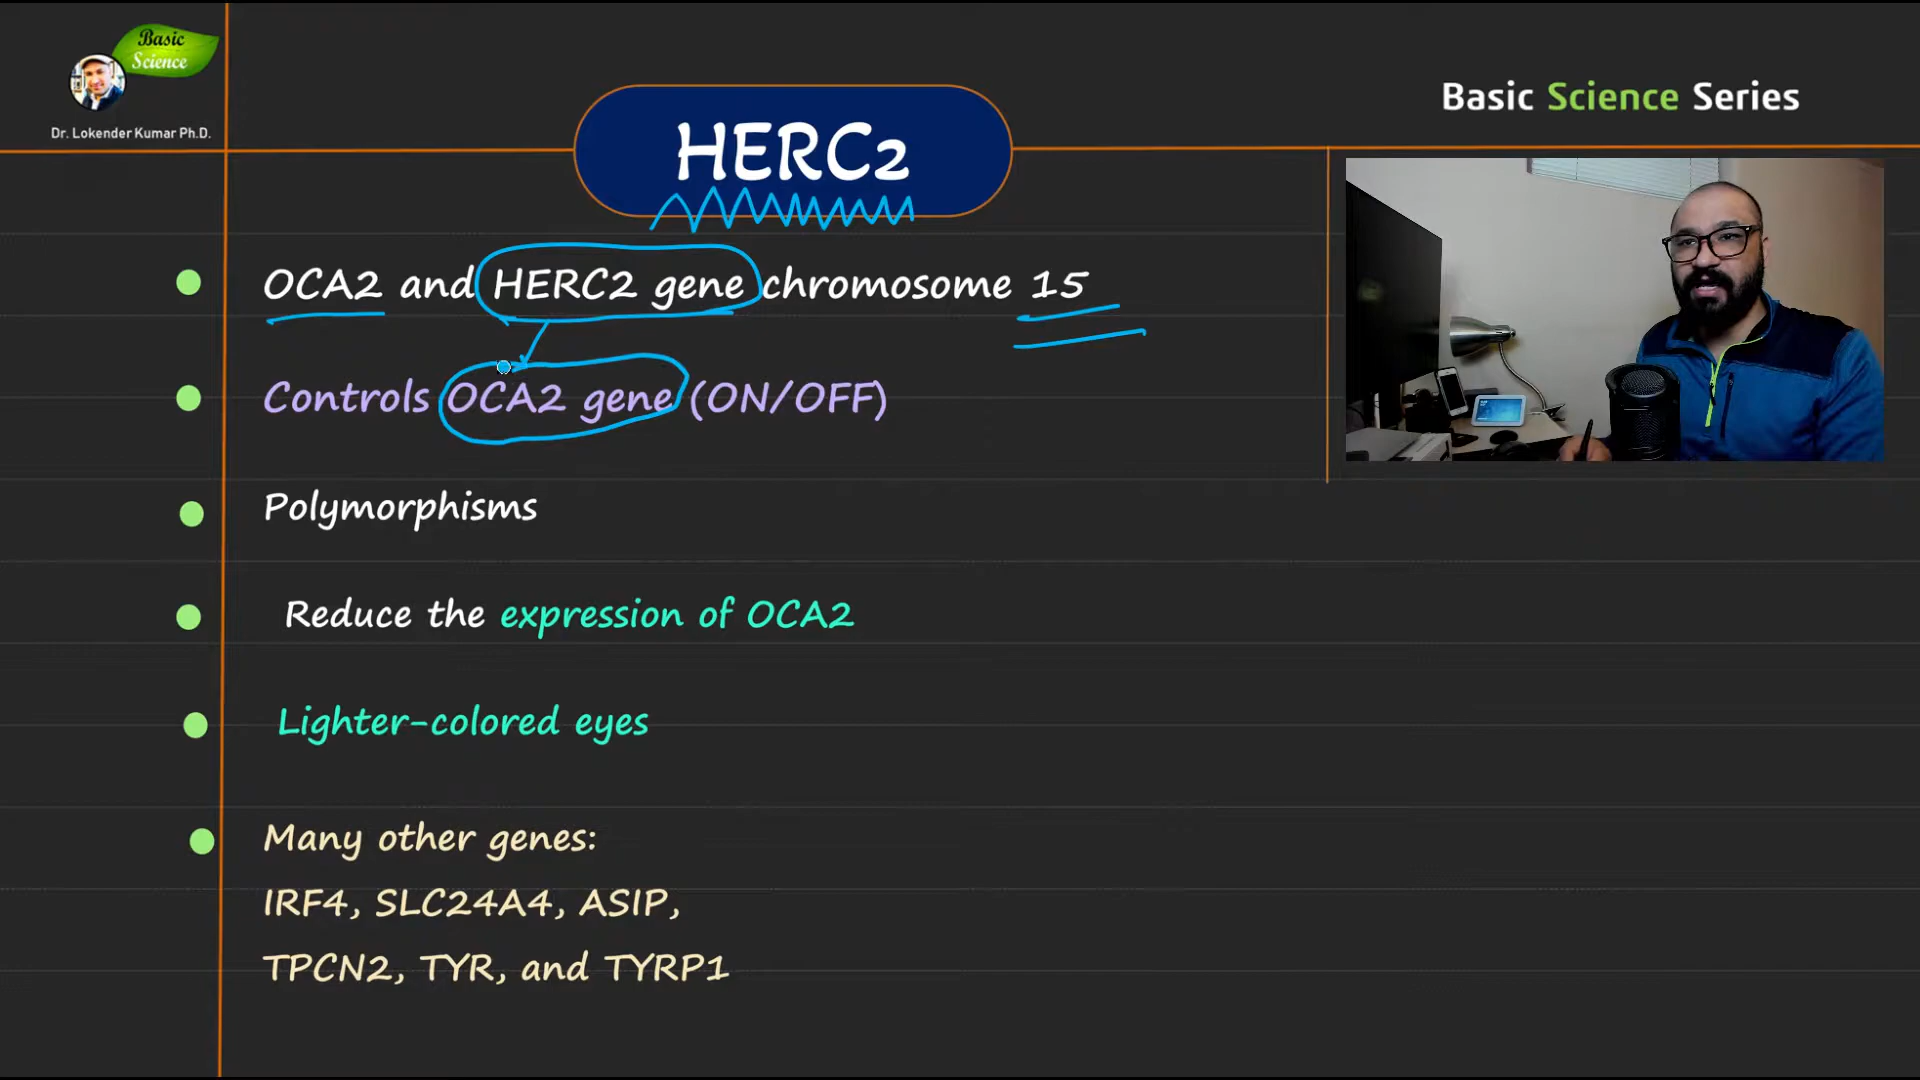 Basic
Science
Dr. Lokender Kumar Ph.D.
Basic Science Series
HERC2
OCA2 and HERC2 gene chromosome 15
Controls OCA2 gene (ON/OFF)
Polymorphisms
Reduce the expression of OCA2
Lighter-colored eyes
Many other genes:
IRF4, SLC24A4, ASIP,
TPCN2, TYR, and TYRP1